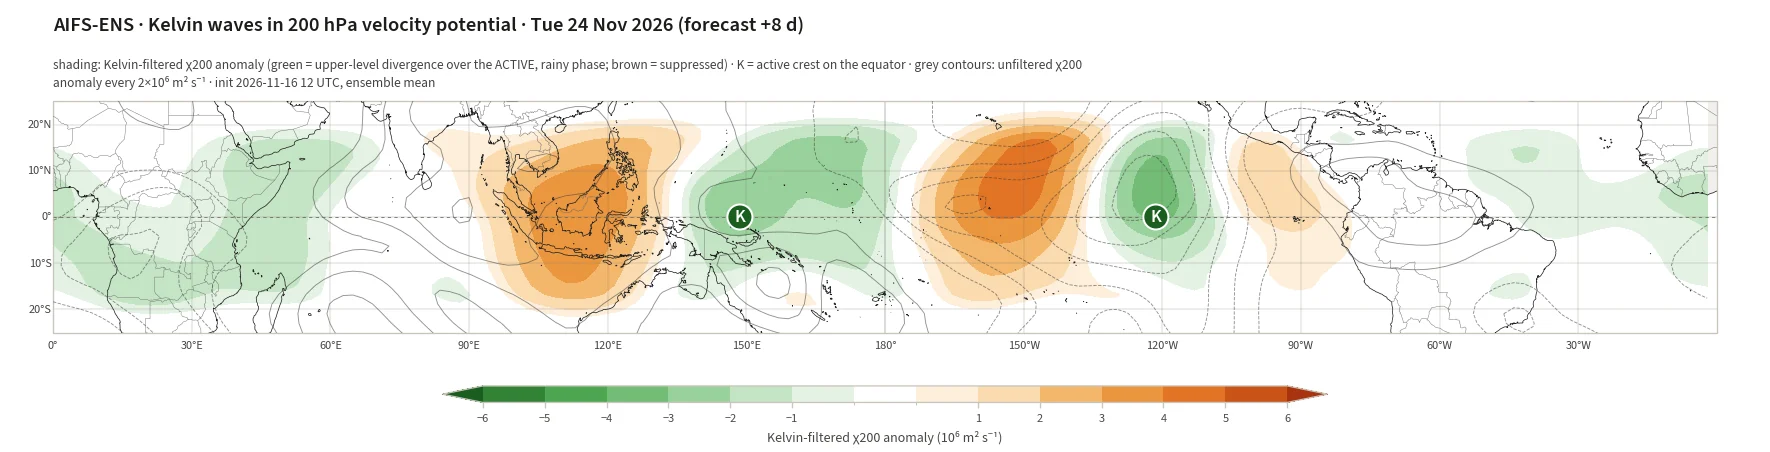 AIFS-ENS · Kelvin waves in 200 hPa velocity potential · Tue 24 Nov 2026 (forecast +8 d)
shading: Kelvin-filtered χ200 anomaly (green = upper-level divergence over the ACTIVE, rainy phase; brown = suppressed) · K = active crest on the equator · grey contours: unfiltered χ200
anomaly every 2×10⁶ m² s⁻¹ · init 2026-11-16 12 UTC, ensemble mean
20°N
10°N
0°
10°S
20°S
K K
0° 30°E 60°E 90°E 120°E 150°E 180° 150°W 120°W 90°W 60°W 30°W
−6 −5 −4 −3 −2 −1 1 2 3 4 5 6
Kelvin-filtered χ200 anomaly (10⁶ m² s⁻¹)